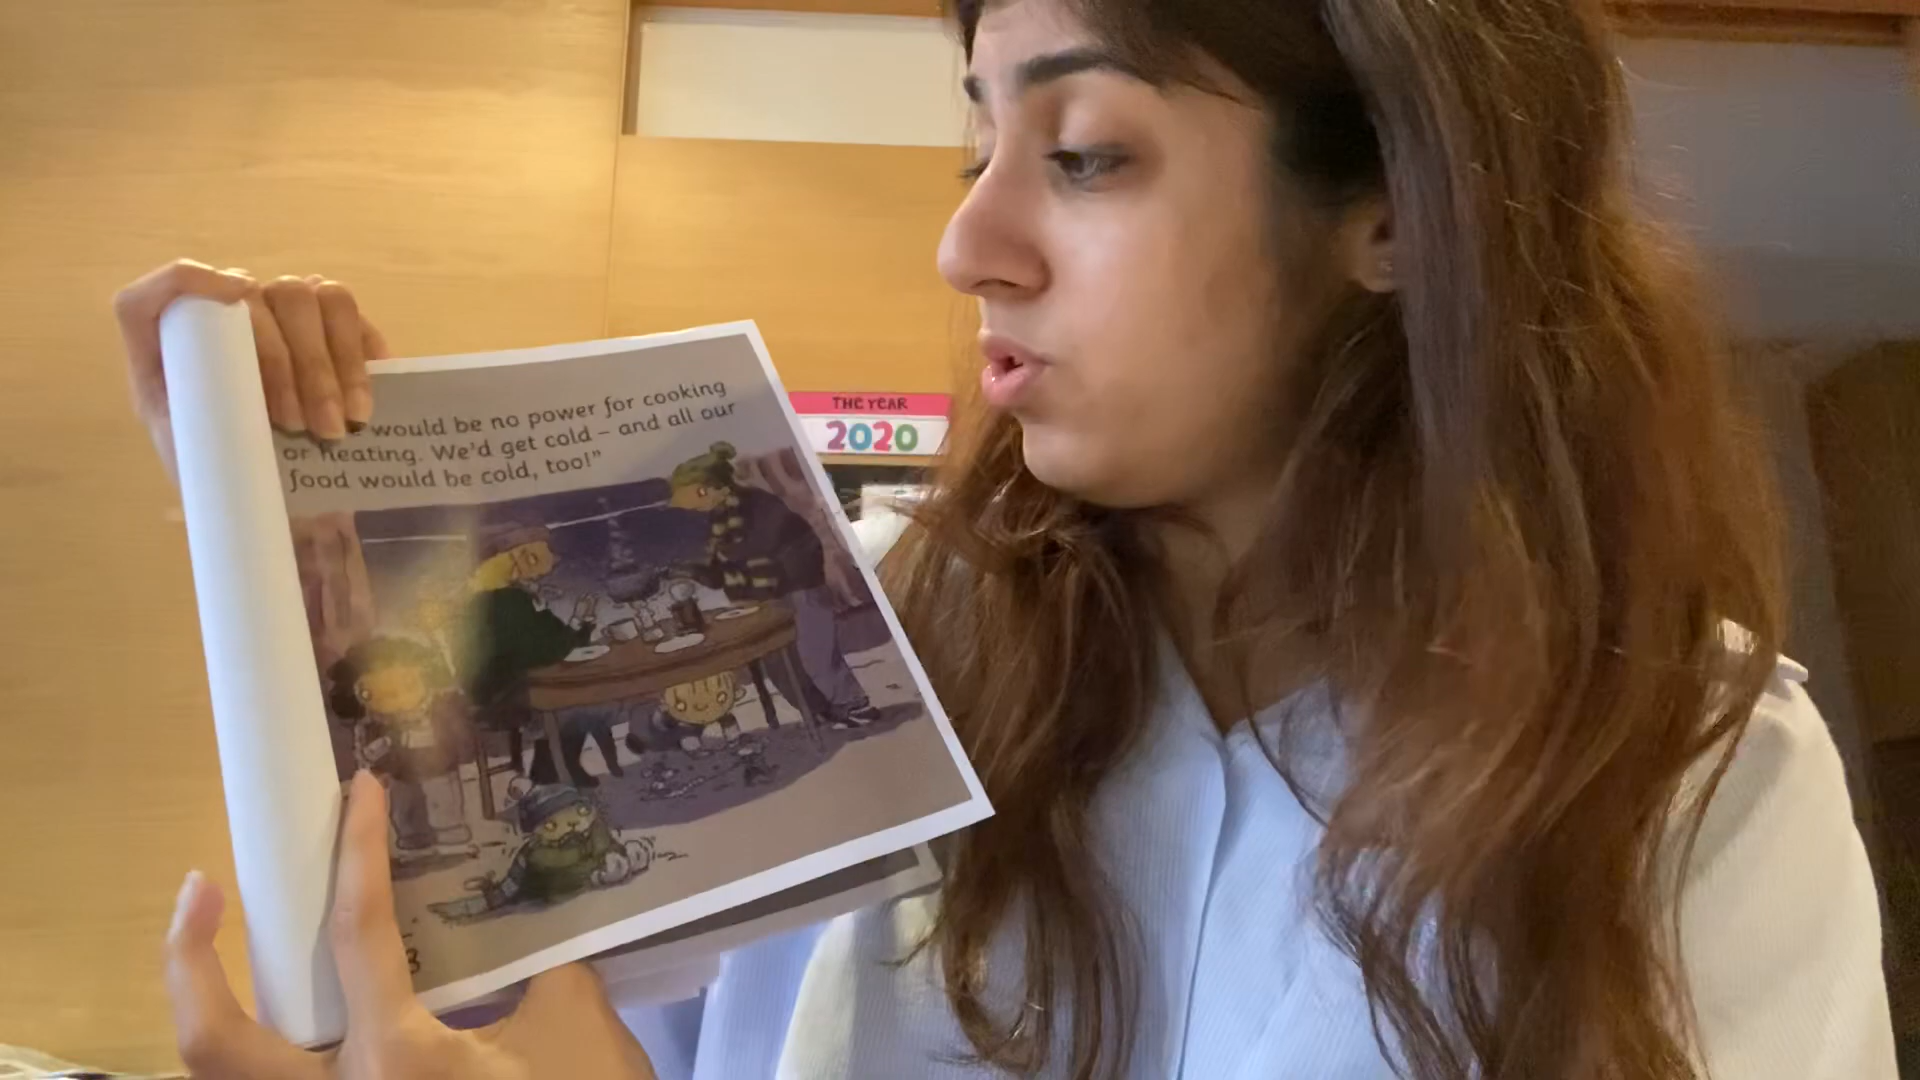 would be no power for cooking
or heating. We'd get cold – and all our
food would be cold, too!"
THE YEAR
2020
3